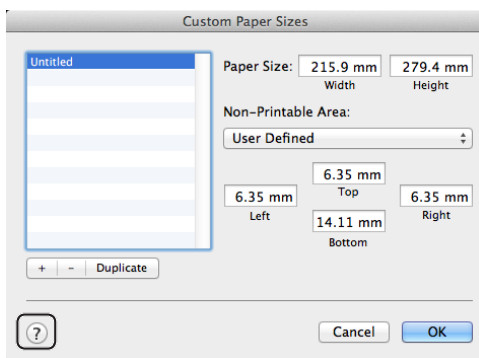 Custom Paper Sizes
Untitled
Paper Size: 215.9 mm 279.4 mm
Width Height
Non-Printable Area:
User Defined
6.35 mm
Top
6.35 mm 6.35 mm
Left Right
14.11 mm
Bottom
+ - Duplicate
? Cancel OK